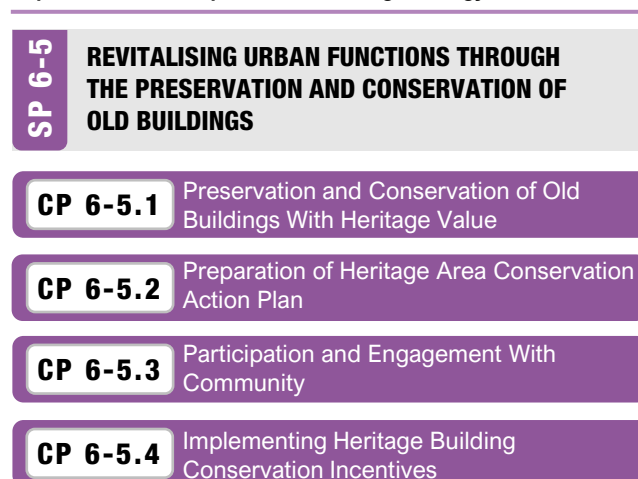 SP 6-5
REVITALISING URBAN FUNCTIONS THROUGH
THE PRESERVATION AND CONSERVATION OF
OLD BUILDINGS
CP 6-5.1
Preservation and Conservation of Old
Buildings With Heritage Value
CP 6-5.2
Preparation of Heritage Area Conservation
Action Plan
CP 6-5.3
Participation and Engagement With
Community
CP 6-5.4
Implementing Heritage Building
Conservation Incentives